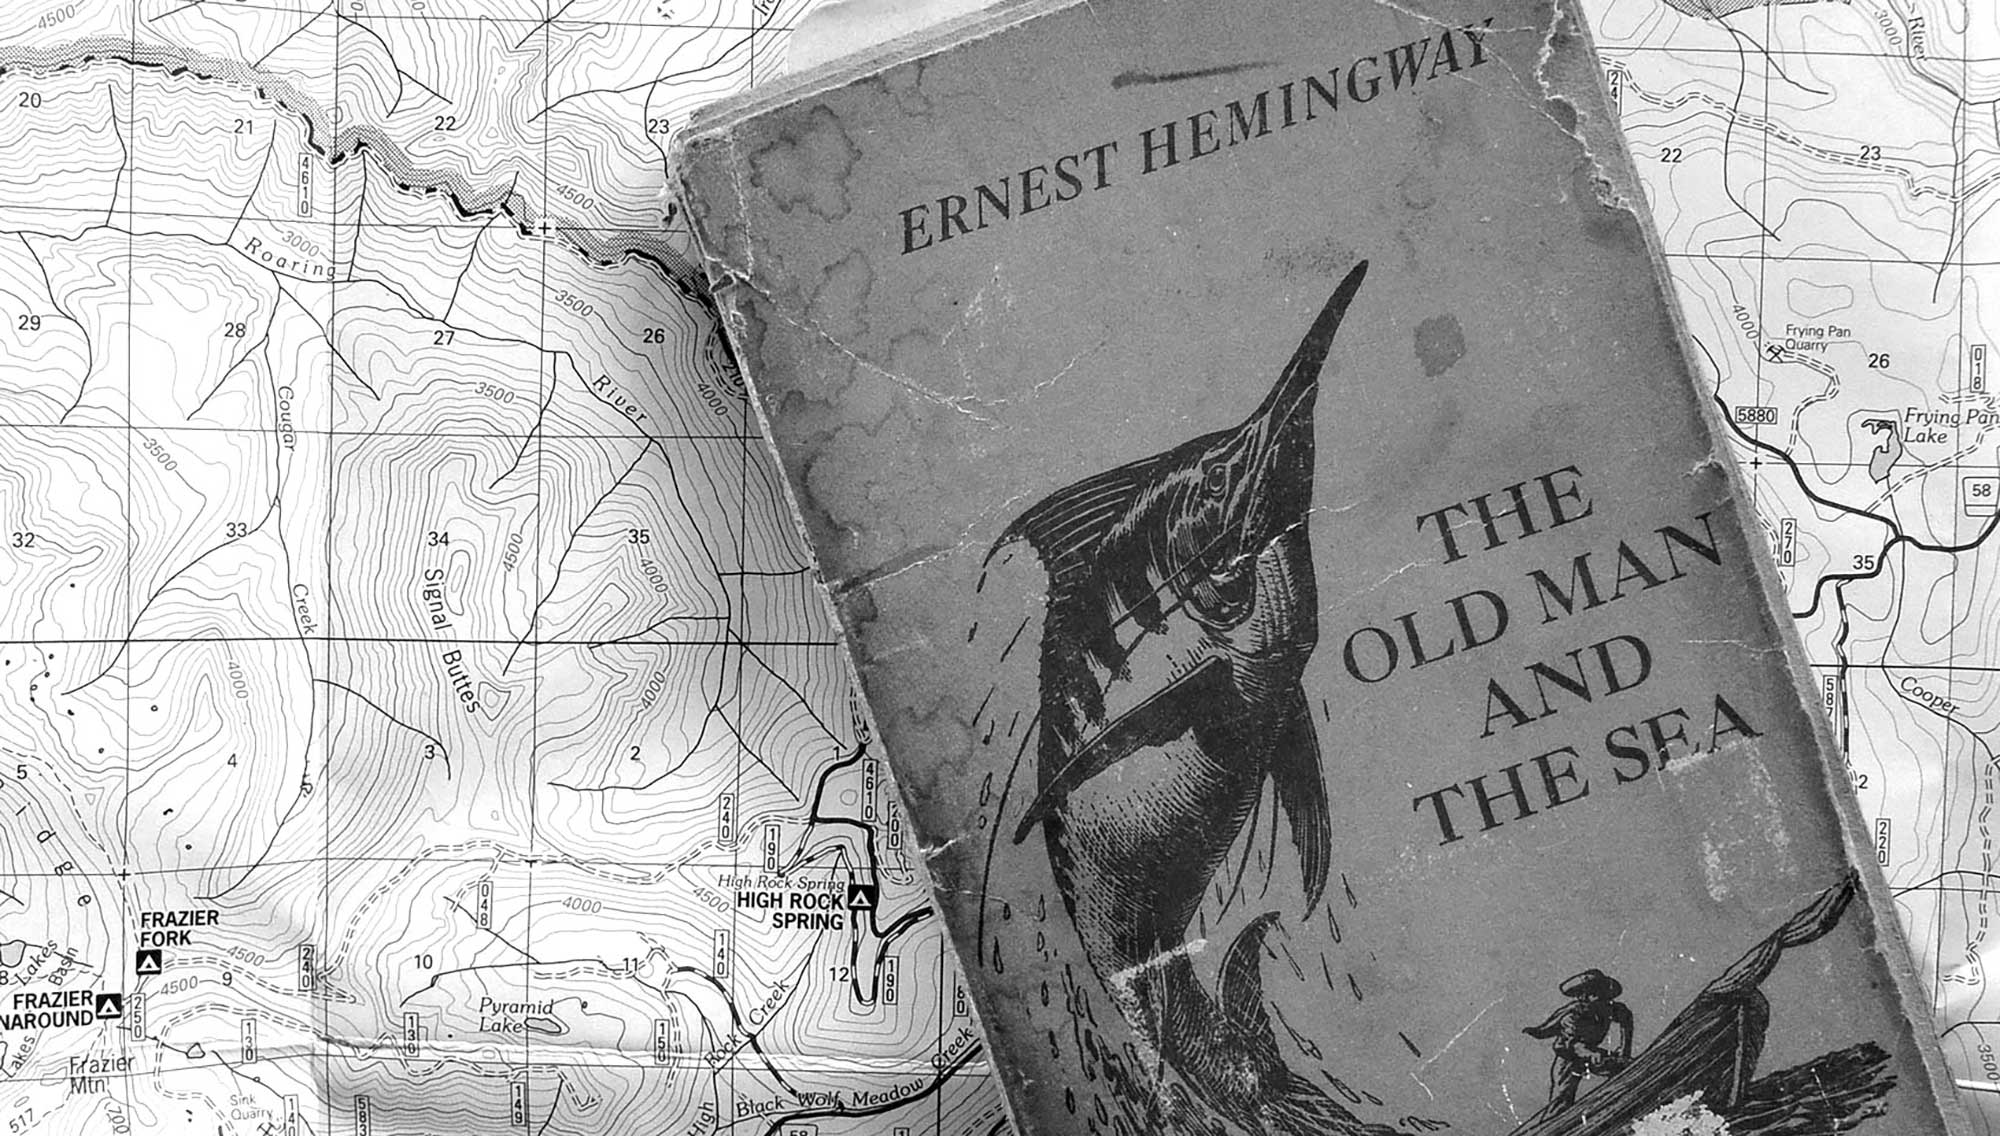 ERNEST HEMINGWAY
THE
OLD MAN
AND
THE SEA
4500
20
21
22
23
4610
4500
3000
Roaring
River
3500
29
28
27
26
4000
3500
3500
Cougar
Creek
32
33
34
35
4500
4000
Signal Buttes
4000
4000
5
4
3
2
1
4610
200
240
190
High Rock Spring
HIGH ROCK
SPRING
048
4000
4500
FRAZIER
FORK
4500
9
240
10
11
140
12
190
4500
FRAZIER
NAROUND
250
Lakes
Basin
Pyramid
Lake
130
130
150
Rock Creek
Frazier
Mtn
Sink
Quarry
140
583
149
High
Black Wolf Meadow Creek
58
517
River
3000
22
23
4000
Frying Pan
Quarry
26
018
5880
Frying Pan
Lake
58
270
35
587
Cooper
2
220
3500